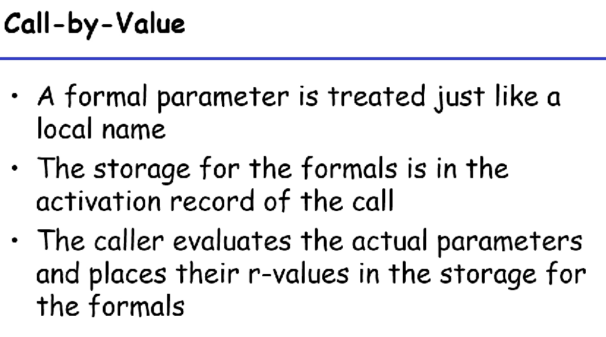 Call-by-Value
• A formal parameter is treated just like a
local name
• The storage for the formals is in the
activation record of the call
• The caller evaluates the actual parameters
and places their r-values in the storage for
the formals